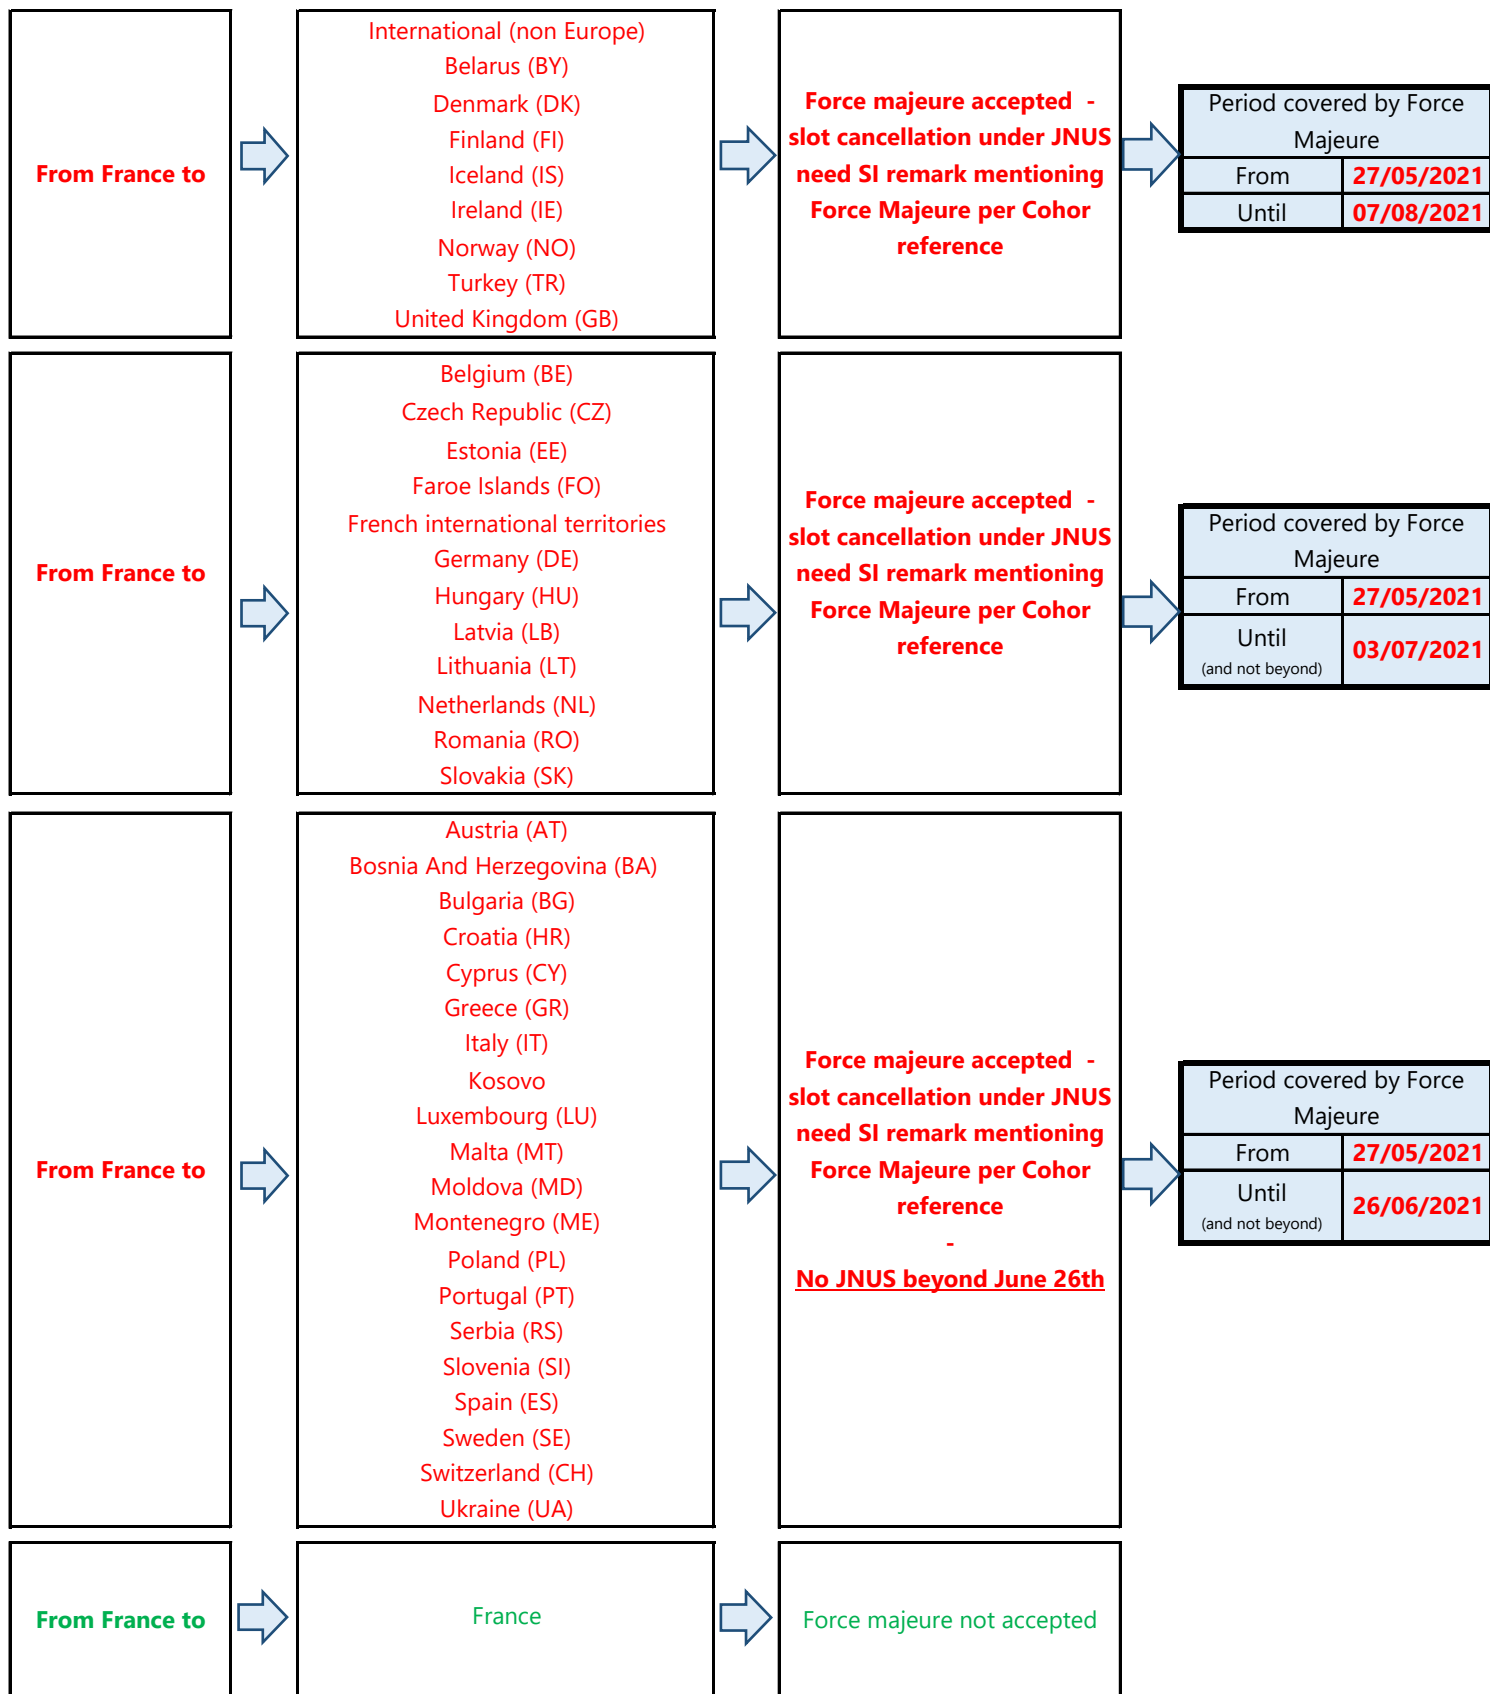 From France to
International (non Europe)
Belarus (BY)
Denmark (DK)
Finland (FI)
Iceland (IS)
Ireland (IE)
Norway (NO)
Turkey (TR)
United Kingdom (GB)
Force majeure accepted -
slot cancellation under JNUS
need SI remark mentioning
Force Majeure per Cohor
reference
Period covered by Force
Majeure
From 27/05/2021
Until 07/08/2021
From France to
Belgium (BE)
Czech Republic (CZ)
Estonia (EE)
Faroe Islands (FO)
French international territories
Germany (DE)
Hungary (HU)
Latvia (LB)
Lithuania (LT)
Netherlands (NL)
Romania (RO)
Slovakia (SK)
Force majeure accepted -
slot cancellation under JNUS
need SI remark mentioning
Force Majeure per Cohor
reference
Period covered by Force
Majeure
From 27/05/2021
Until 03/07/2021
(and not beyond)
From France to
Austria (AT)
Bosnia And Herzegovina (BA)
Bulgaria (BG)
Croatia (HR)
Cyprus (CY)
Greece (GR)
Italy (IT)
Kosovo
Luxembourg (LU)
Malta (MT)
Moldova (MD)
Montenegro (ME)
Poland (PL)
Portugal (PT)
Serbia (RS)
Slovenia (SI)
Spain (ES)
Sweden (SE)
Switzerland (CH)
Ukraine (UA)
Force majeure accepted -
slot cancellation under JNUS
need SI remark mentioning
Force Majeure per Cohor
reference
-
No JNUS beyond June 26th
Period covered by Force
Majeure
From 27/05/2021
Until 26/06/2021
(and not beyond)
From France to
France
Force majeure not accepted